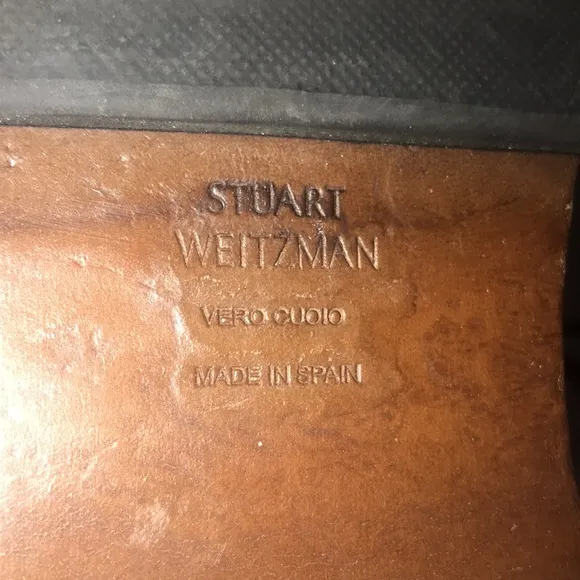 STUART
WEITZMAN
VERO CUOIO
MADE IN SPAIN